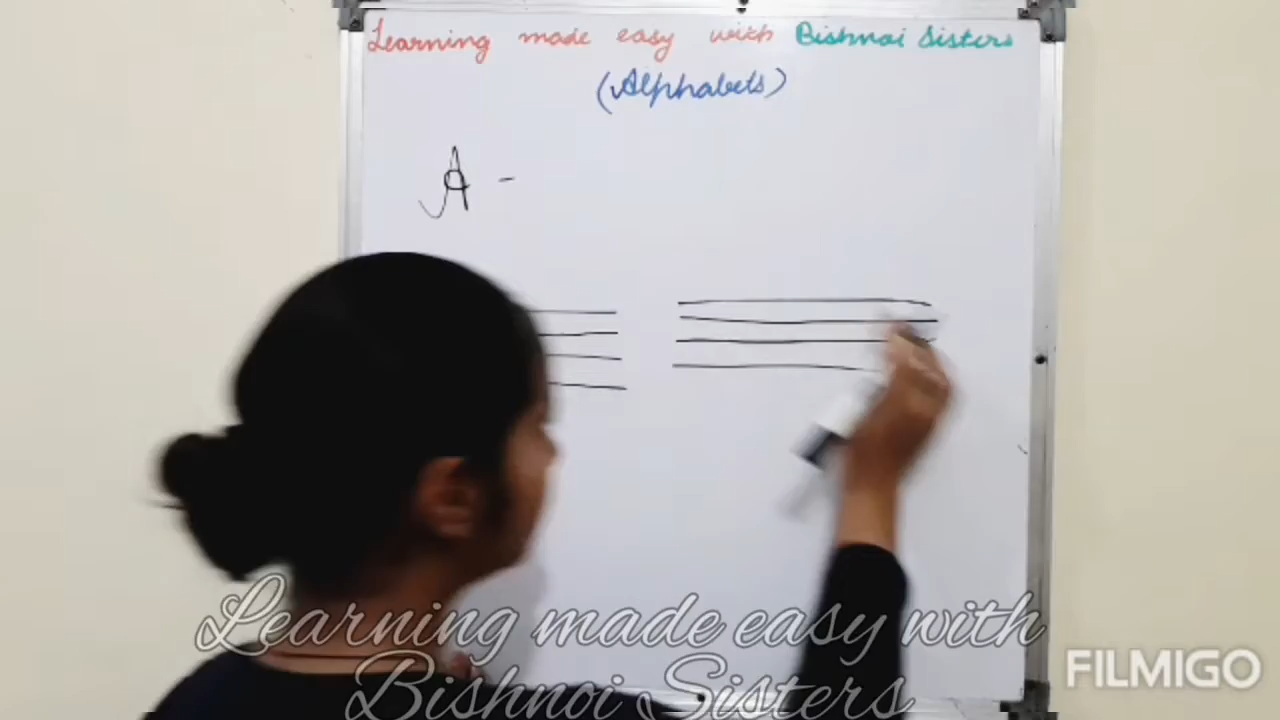 Learning made easy with Bishnoi Sisters
(Alphabets)
A -
Learning made easy with
Bishnoi Sisters
FILMIGO